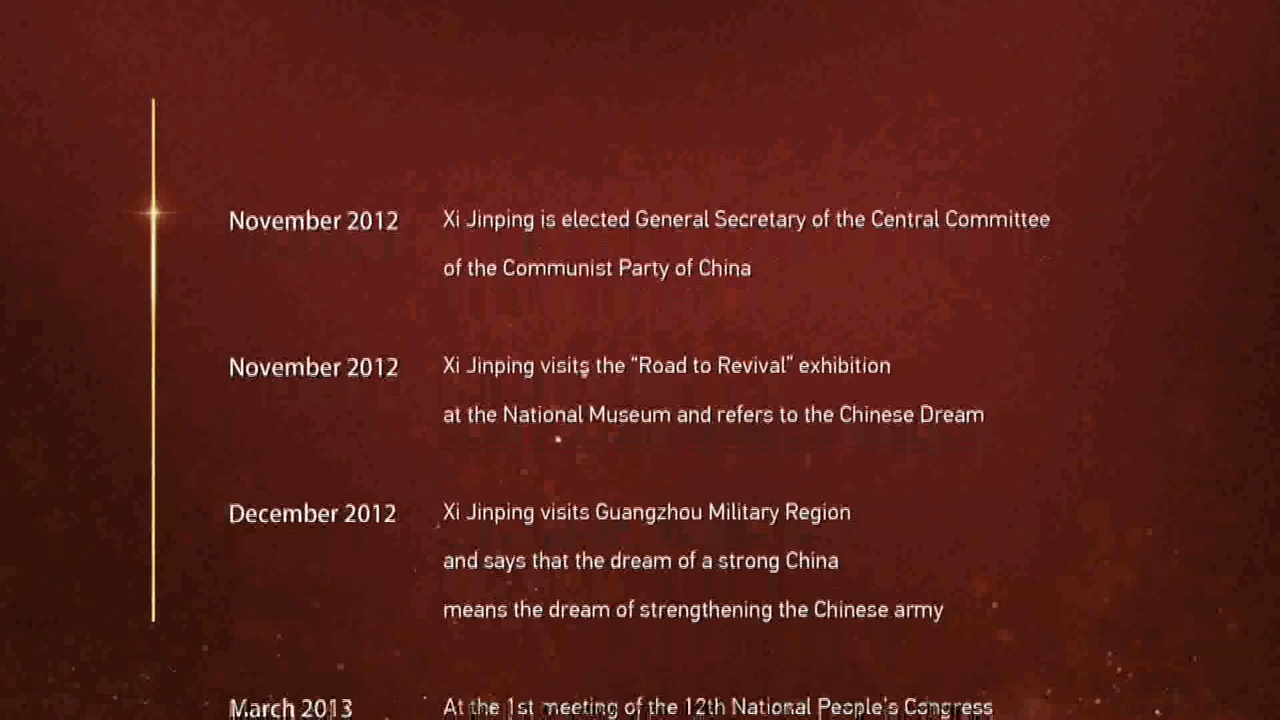 November 2012 Xi Jinping is elected General Secretary of the Central Committee
of the Communist Party of China
November 2012 Xi Jinping visits the “Road to Revival” exhibition
at the National Museum and refers to the Chinese Dream
December 2012 Xi Jinping visits Guangzhou Military Region
and says that the dream of a strong China
means the dream of strengthening the Chinese army
March 2013 At the 1st meeting of the 12th National People's Congress